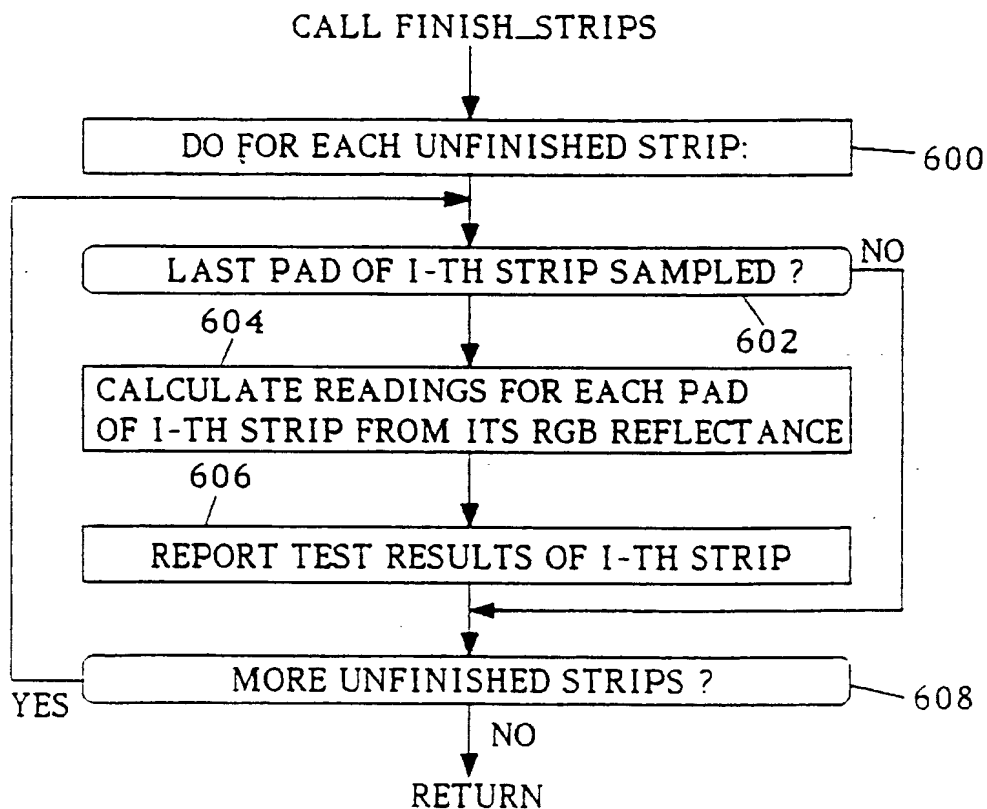 CALL FINISH_STRIPS
DO FOR EACH UNFINISHED STRIP:
600
LAST PAD OF I-TH STRIP SAMPLED ?
NO
602
604
CALCULATE READINGS FOR EACH PAD
OF I-TH STRIP FROM ITS RGB REFLECTANCE
606
REPORT TEST RESULTS OF I-TH STRIP
MORE UNFINISHED STRIPS ?
608
YES
NO
RETURN